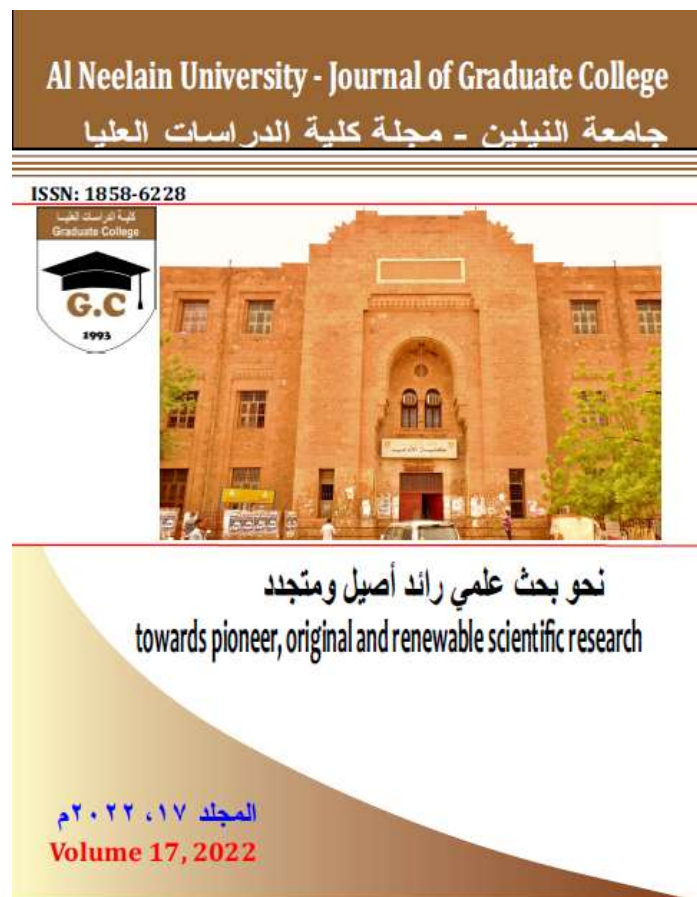 Al Neelain University - Journal of Graduate College
جامعة النيلين - مجلة كلية الدراسات العليا
ISSN: 1858-6228
كلية الدراسات العليا
Graduate College
G.C
1993
نحو بحث علمي رائد أصيل ومتجدد
towards pioneer, original and renewable scientific research
المجلد ١٧، ٢٠٢٢م
Volume 17, 2022